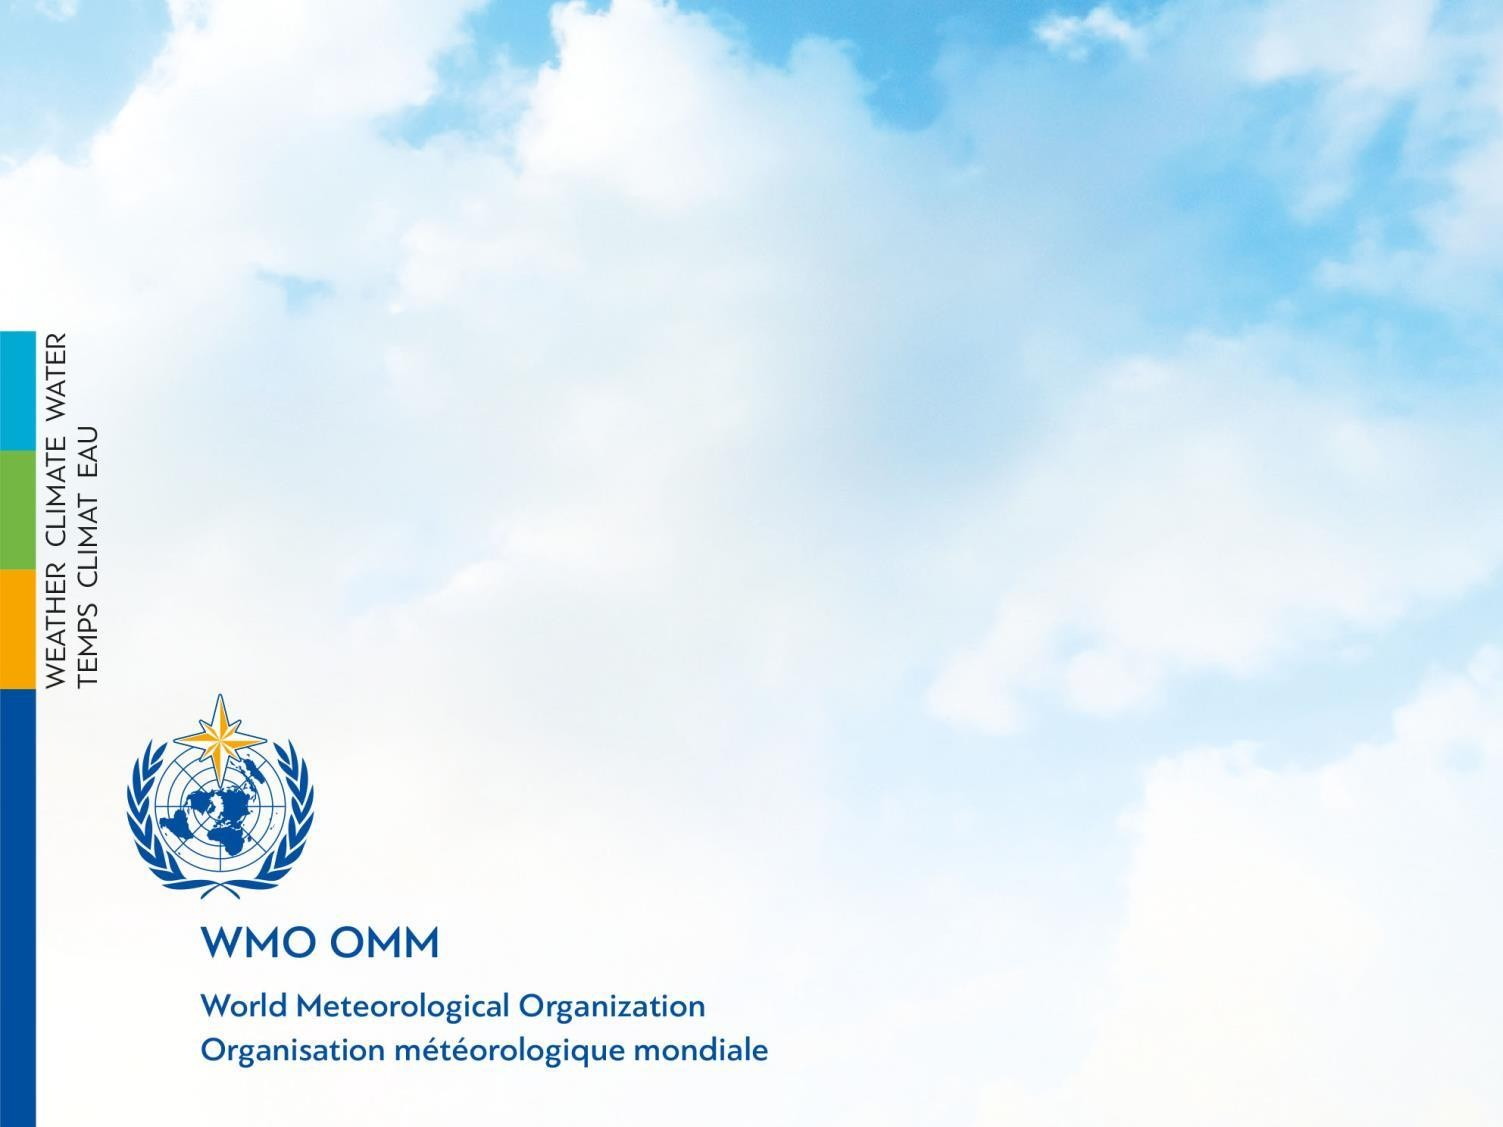 WEATHER CLIMATE WATER
TEMPS CLIMAT EAU
WMO OMM
World Meteorological Organization
Organisation météorologique mondiale